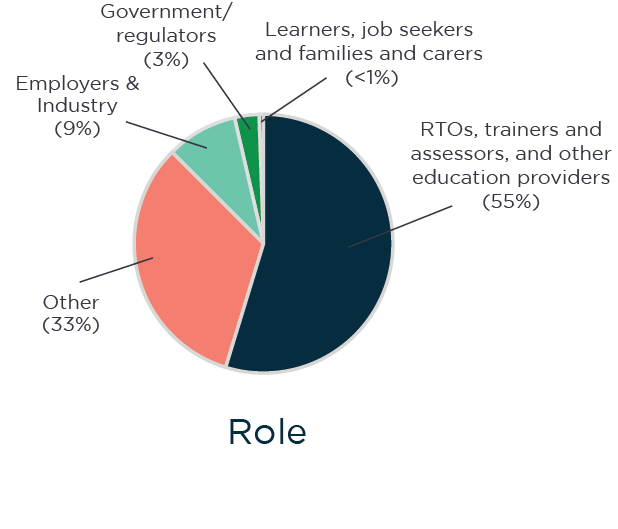 Government/
regulators
(3%)
Learners, job seekers
and families and carers
(<1%)
Employers &
Industry
(9%)
RTOs, trainers and
assessors, and other
education providers
(55%)
Other
(33%)
Role